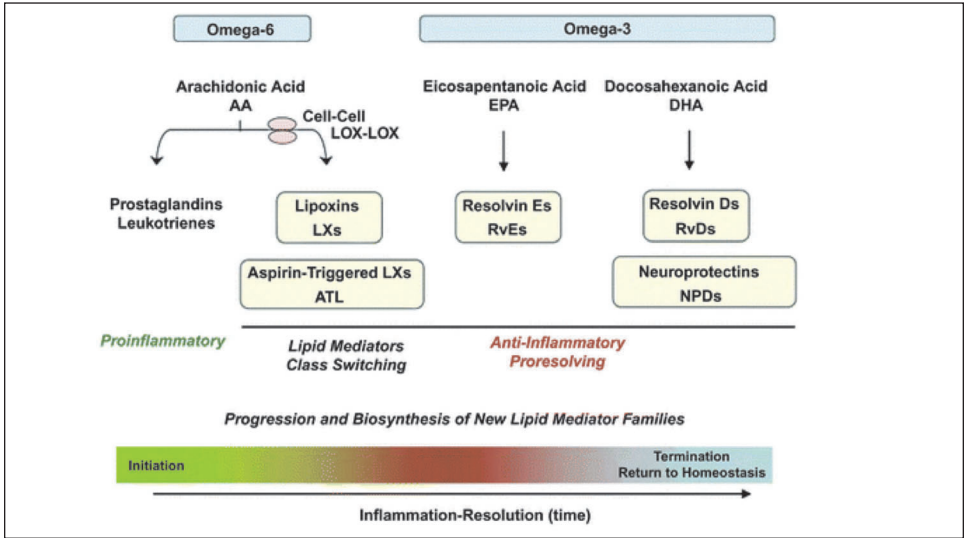 Omega-6
Omega-3
Arachidonic Acid
AA
Cell-Cell
LOX-LOX
Eicosapentanoic Acid
EPA
Docosahexanoic Acid
DHA
Prostaglandins
Leukotrienes
Lipoxins
LXs
Resolvin Es
RvEs
Resolvin Ds
RvDs
Aspirin-Triggered LXs
ATL
Neuroprotectins
NPDs
Proinflammatory
Lipid Mediators
Class Switching
Anti-Inflammatory
Proresolving
Progression and Biosynthesis of New Lipid Mediator Families
Initiation
Termination
Return to Homeostasis
Inflammation-Resolution (time)